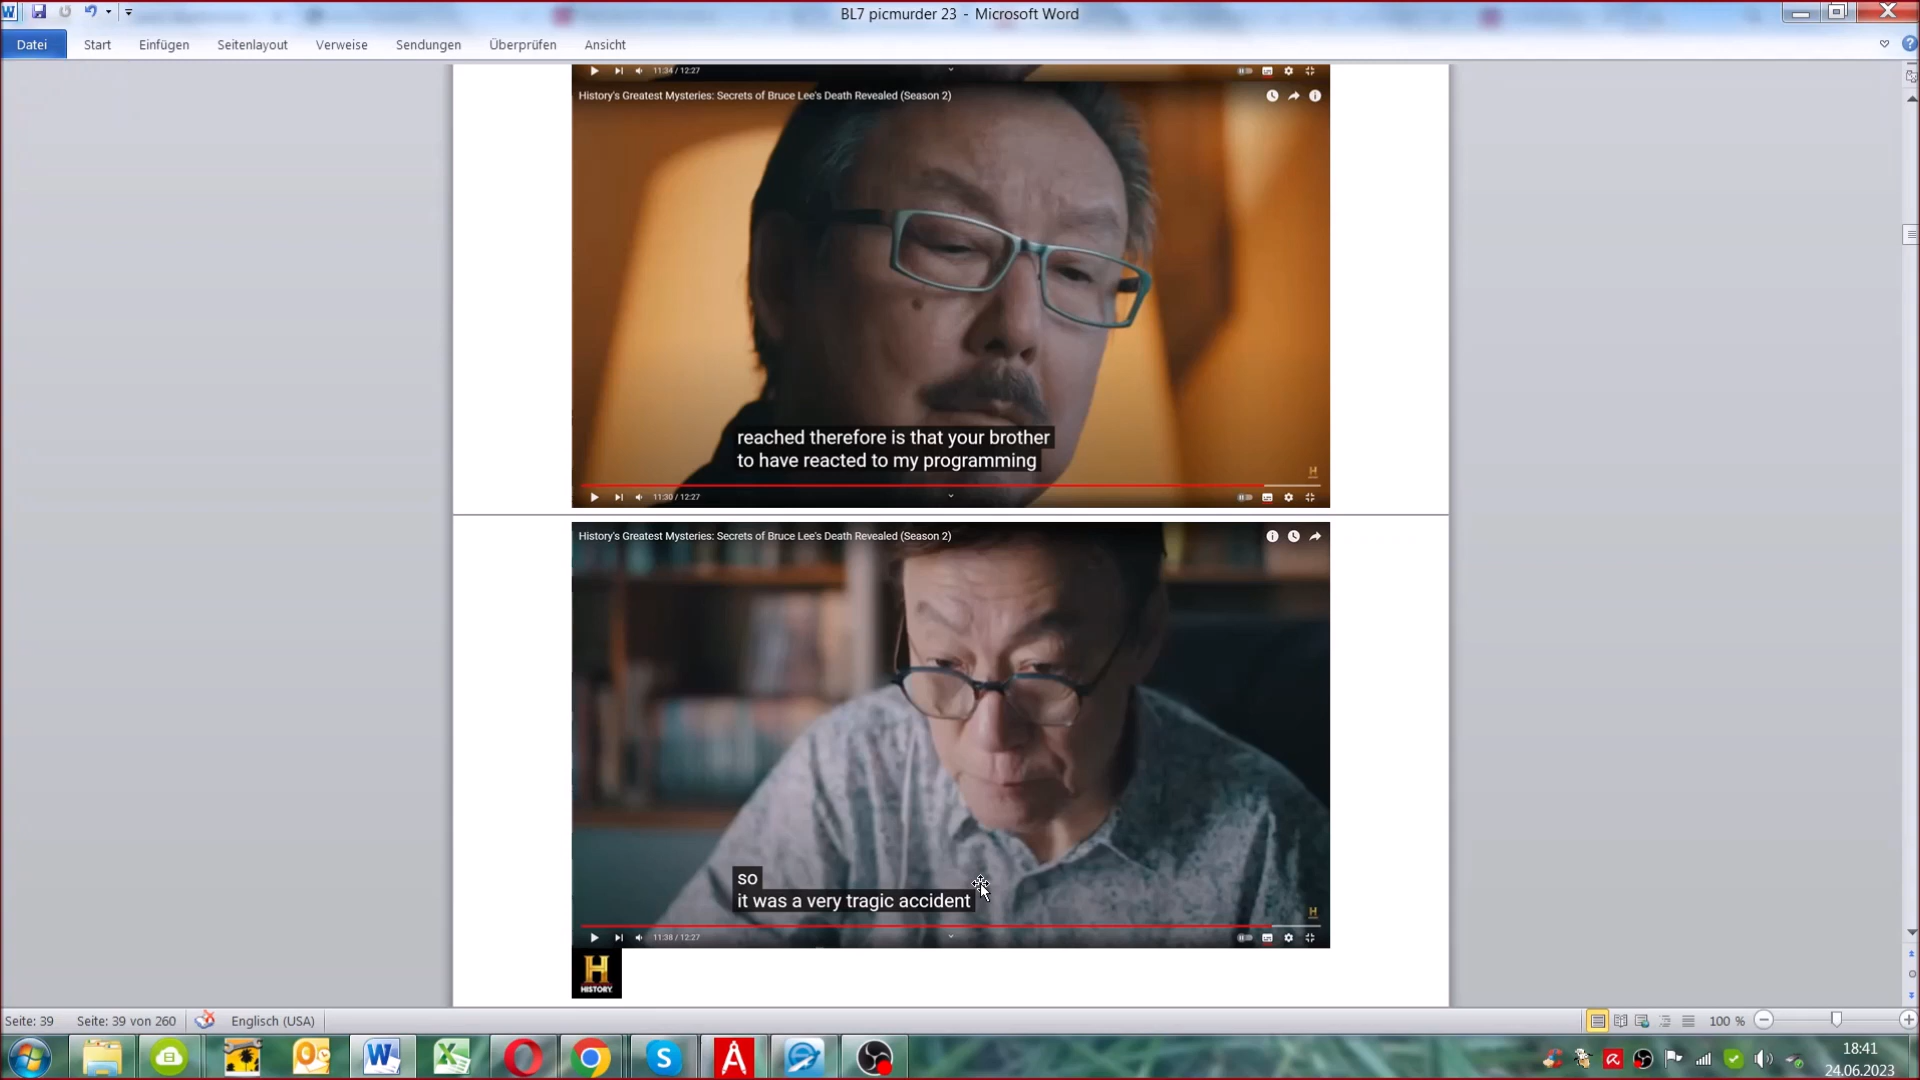 BL7 picmurder 23 - Microsoft Word
Datei Start Einfügen Seitenlayout Verweise Sendungen Überprüfen Ansicht
11:34 / 12:27
History's Greatest Mysteries: Secrets of Bruce Lee's Death Revealed (Season 2)
reached therefore is that your brother
to have reacted to my programming
H
11:30 / 12:27
History's Greatest Mysteries: Secrets of Bruce Lee's Death Revealed (Season 2)
so
it was a very tragic accident
H
11:38 / 12:27
H
HISTORY
Seite: 39 Seite: 39 von 260 Englisch (USA) 100 %
18:41
24.06.2023